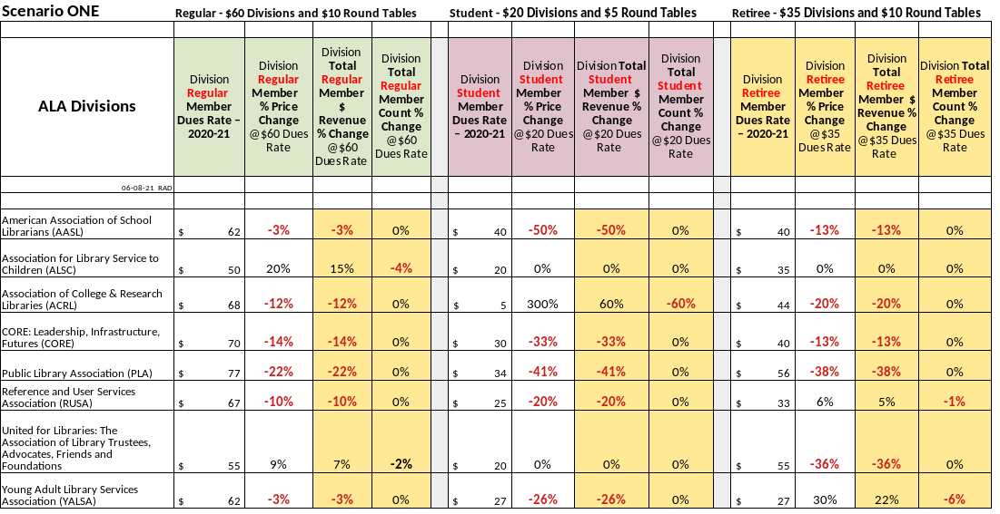 Scenario ONE Regular - $60 Divisions and $10 Round Tables Student - $20 Divisions and $5 Round Tables Retiree - $35 Divisions and $10 Round Tables
ALA Divisions
Division
Regular
Member
Dues Rate –
2020-21
Division
Regular
Member
% Price
Change
@$60 Dues
Rate
Division
Total
Regular
Member
$
Revenue
% Change
@$60
Dues Rate
Division
Total
Regular
Member
Count %
Change
@$60
Dues Rate
Division
Student
Member
Dues Rate
– 2020-21
Division
Student
Member
% Price
Change
@$20 Dues
Rate
Division Total
Student
Member $
Revenue %
Change
@$20 Dues
Rate
Division
Total
Student
Member
Count %
Change
@$20 Dues
Rate
Division
Retiree
Member
Dues Rate
– 2020-21
Division
Retiree
Member
% Price
Change
@$35
Dues Rate
Division
Total
Retiree
Member $
Revenue %
Change
@$35 Dues
Rate
Division Total
Retiree
Member
Count %
Change
@$35 Dues
Rate
06-08-21 RAD
American Association of School
Librarians (AASL) $ 62 -3% -3% 0% $ 40 -50% -50% 0% $ 40 -13% -13% 0%
Association for Library Service to
Children (ALSC) $ 50 20% 15% -4% $ 20 0% 0% 0% $ 35 0% 0% 0%
Association of College & Research
Libraries (ACRL) $ 68 -12% -12% 0% $ 5 300% 60% -60% $ 44 -20% -20% 0%
CORE: Leadership, Infrastructure,
Futures (CORE) $ 70 -14% -14% 0% $ 30 -33% -33% 0% $ 40 -13% -13% 0%
Public Library Association (PLA) $ 77 -22% -22% 0% $ 34 -41% -41% 0% $ 56 -38% -38% 0%
Reference and User Services
Association (RUSA) $ 67 -10% -10% 0% $ 25 -20% -20% 0% $ 33 6% 5% -1%
United for Libraries: The
Association of Library Trustees,
Advocates, Friends and
Foundations $ 55 9% 7% -2% $ 20 0% 0% 0% $ 55 -36% -36% 0%
Young Adult Library Services
Association (YALSA) $ 62 -3% -3% 0% $ 27 -26% -26% 0% $ 27 30% 22% -6%